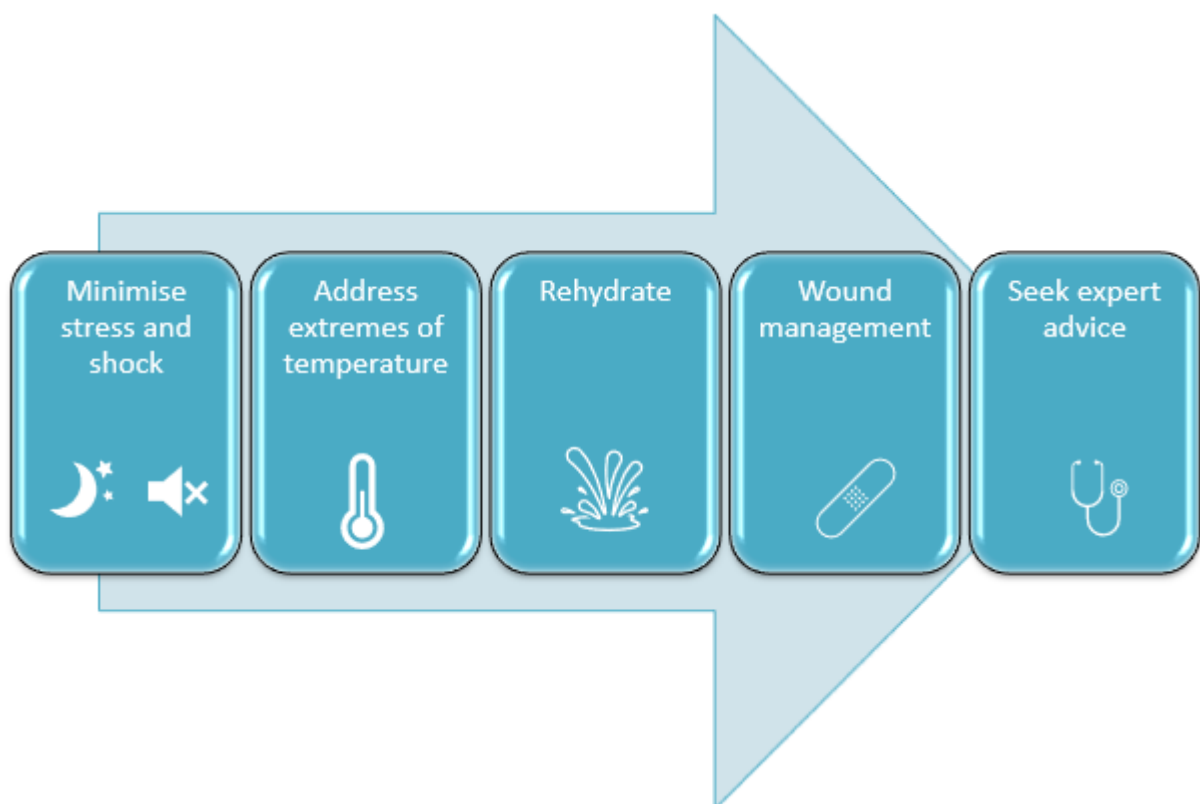 Minimise
stress and
shock
Address
extremes of
temperature
Rehydrate
Wound
management
Seek expert
advice